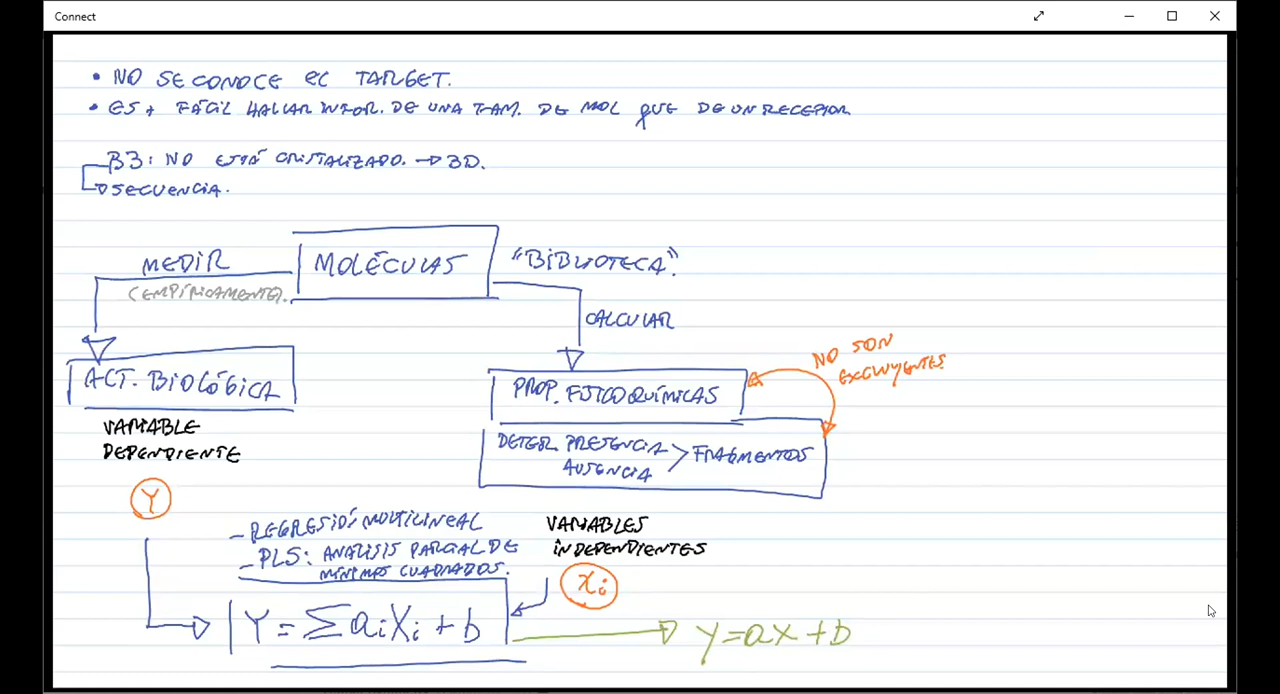 Connect
• NO SE CONOCE EL TARGET.
• ES + FÁCIL HALLAR INFOR. DE UNA FAM. DE MOL QUE DE UN RECEPTOR
B3: NO ESTÁ CRISTALIZADO. → 3D.
→ SECUENCIA.
MEDIR
(EMPÍRICAMENTE).
MOLÉCULAS
"BIBLIOTECA".
CALCULAR
ACT. BIOLÓGICA
PROP. FISICOQUÍMICAS
NO SON
EXCLUYENTES.
DETER. PRESENCIA
AUSENCIA
> FRAGMENTOS
VARIABLE
DEPENDIENTE
Y
- REGRESIÓN MULTILINEAL
- PLS: ANÁLISIS PARCIAL DE
MÍNIMOS CUADRADOS.
VARIABLES
INDEPENDIENTES
Xi
Y = ∑ aiXi + b
Y = aX + b